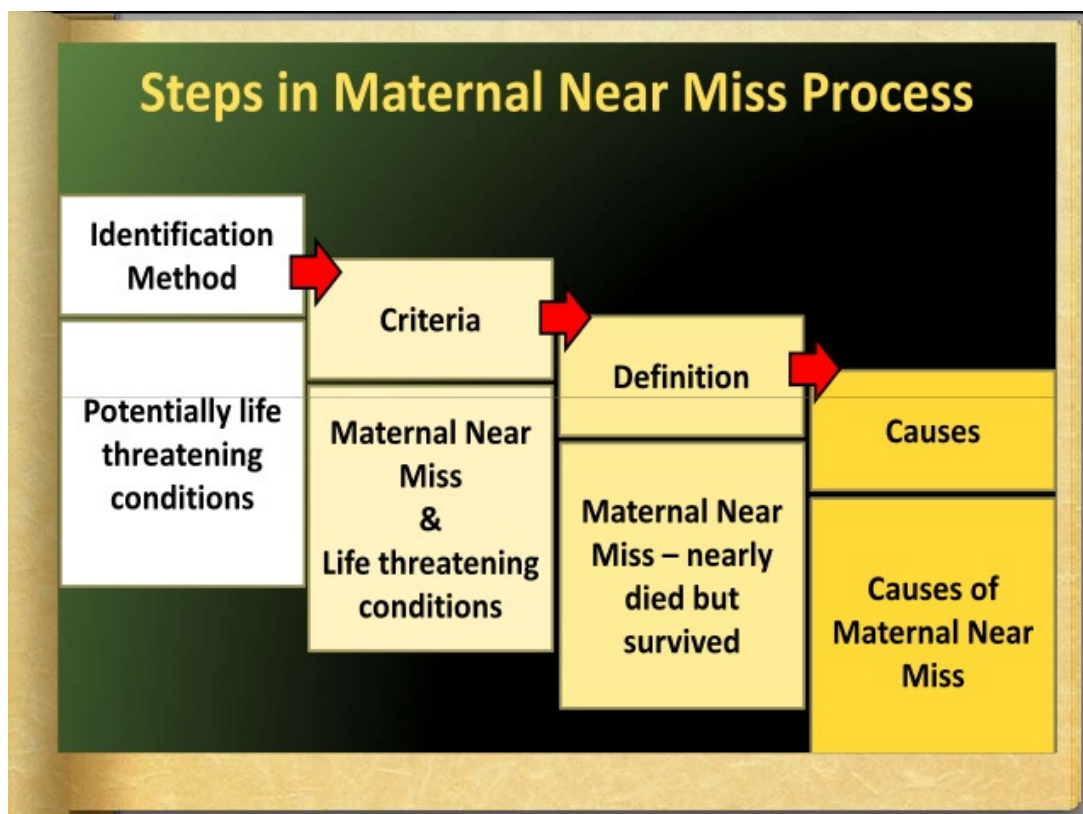 Steps in Maternal Near Miss Process
Identification
Method
Potentially life
threatening
conditions
Criteria
Maternal Near
Miss
&
Life threatening
conditions
Definition
Maternal Near
Miss – nearly
died but
survived
Causes
Causes of
Maternal Near
Miss